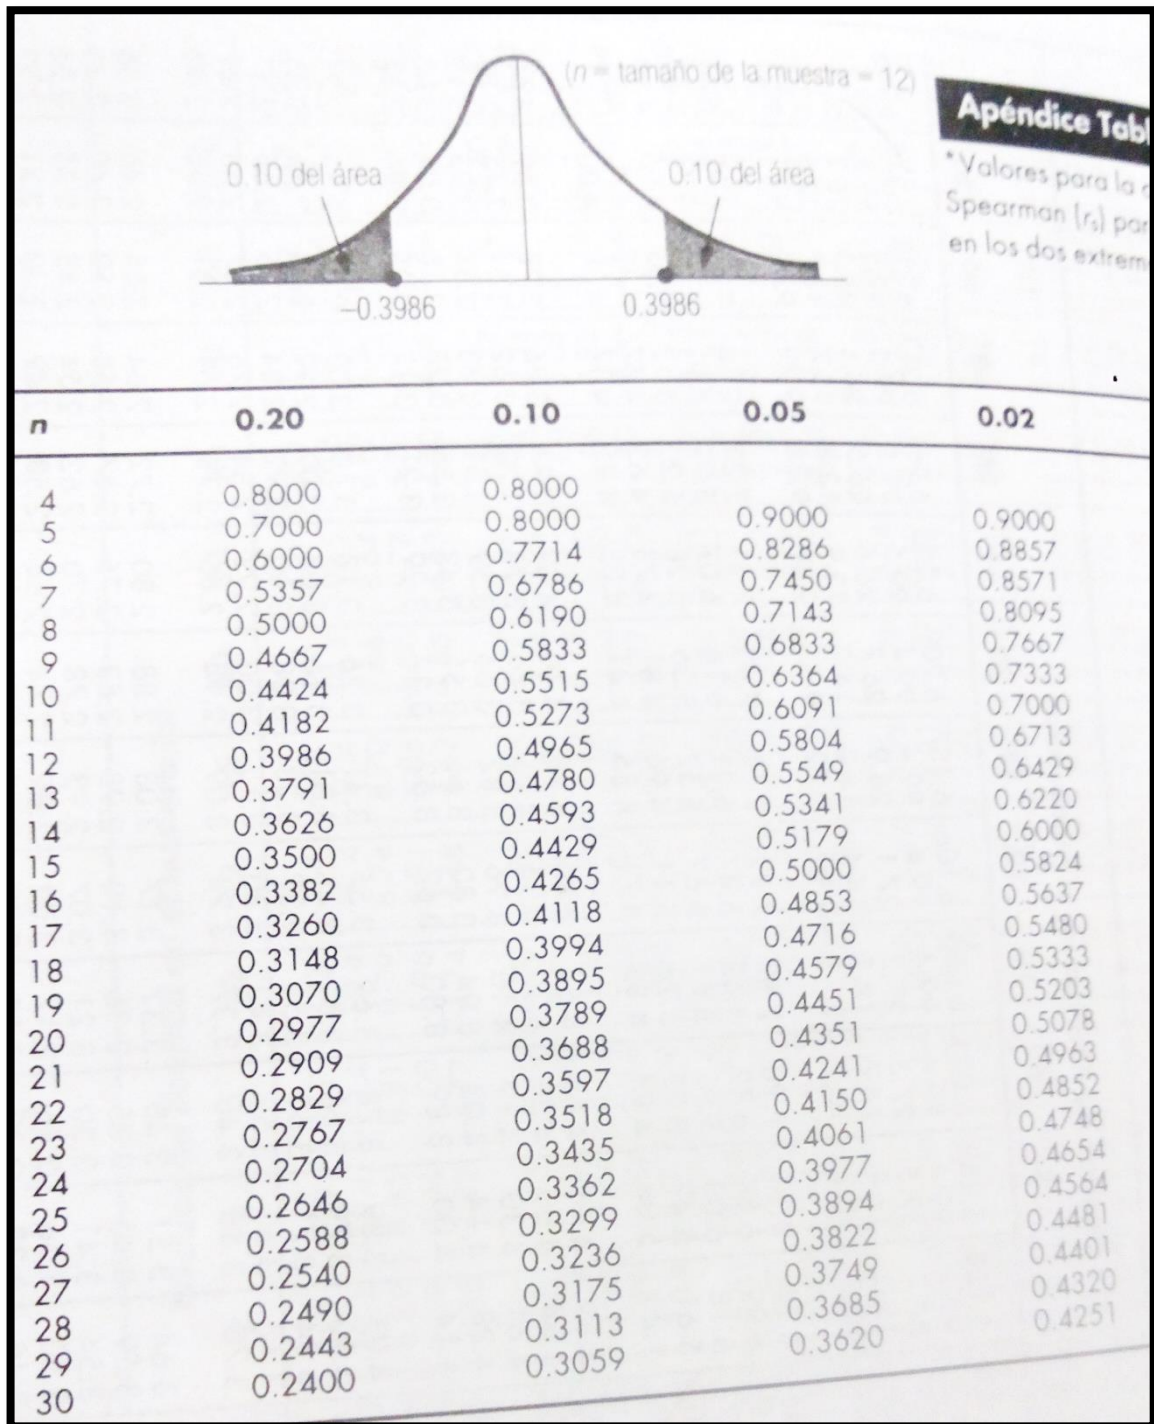 (n = tamaño de la muestra = 12)
0.10 del área 0.10 del área
−0.3986 0.3986
Apéndice Tabl
*Valores para la
Spearman (rs) par
en los dos extrem
n 0.20 0.10 0.05 0.02
4 0.8000 0.8000
5 0.7000 0.8000 0.9000 0.9000
6 0.6000 0.7714 0.8286 0.8857
7 0.5357 0.6786 0.7450 0.8571
8 0.5000 0.6190 0.7143 0.8095
9 0.4667 0.5833 0.6833 0.7667
10 0.4424 0.5515 0.6364 0.7333
11 0.4182 0.5273 0.6091 0.7000
12 0.3986 0.4965 0.5804 0.6713
13 0.3791 0.4780 0.5549 0.6429
14 0.3626 0.4593 0.5341 0.6220
15 0.3500 0.4429 0.5179 0.6000
16 0.3382 0.4265 0.5000 0.5824
17 0.3260 0.4118 0.4853 0.5637
18 0.3148 0.3994 0.4716 0.5480
19 0.3070 0.3895 0.4579 0.5333
20 0.2977 0.3789 0.4451 0.5203
21 0.2909 0.3688 0.4351 0.5078
22 0.2829 0.3597 0.4241 0.4963
23 0.2767 0.3518 0.4150 0.4852
24 0.2704 0.3435 0.4061 0.4748
25 0.2646 0.3362 0.3977 0.4654
26 0.2588 0.3299 0.3894 0.4564
27 0.2540 0.3236 0.3822 0.4481
28 0.2490 0.3175 0.3749 0.4401
29 0.2443 0.3113 0.3685 0.4320
30 0.2400 0.3059 0.3620 0.4251